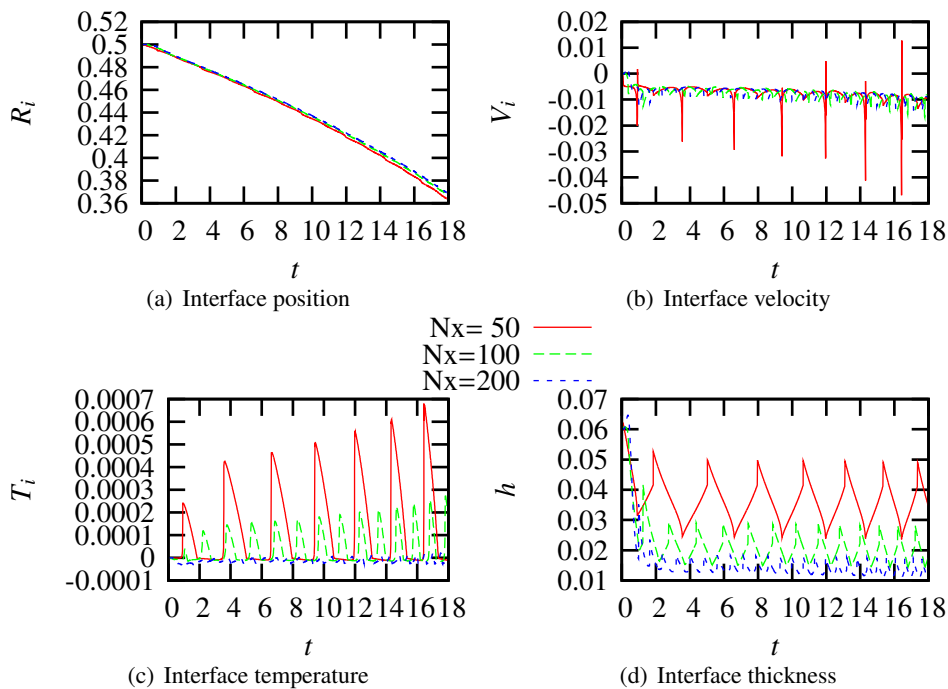 0.52
0.5
0.48
0.46
0.44
0.42
0.4
0.38
0.36
R_i
0 2 4 6 8 10 12 14 16 18
t
(a) Interface position
0.02
0.01
0
-0.01
-0.02
-0.03
-0.04
-0.05
V_i
0 2 4 6 8 10 12 14 16 18
t
(b) Interface velocity
Nx= 50
Nx=100
Nx=200
0.0007
0.0006
0.0005
0.0004
0.0003
0.0002
0.0001
0
-0.0001
T_i
0 2 4 6 8 10 12 14 16 18
t
(c) Interface temperature
0.07
0.06
0.05
0.04
0.03
0.02
0.01
h
0 2 4 6 8 10 12 14 16 18
t
(d) Interface thickness